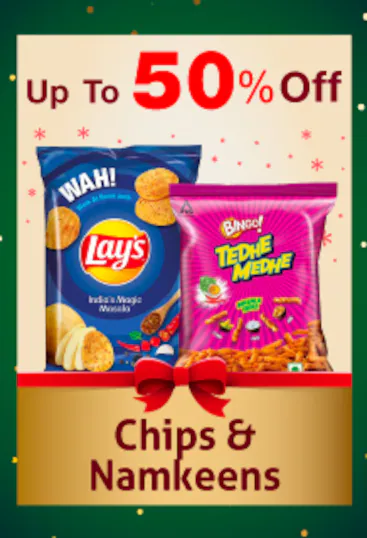 Up To 50% Off
WAH!
Lay's
India's Magic
Masala
BINGO!
TEDHE
MEDHE
Chips &
Namkeens